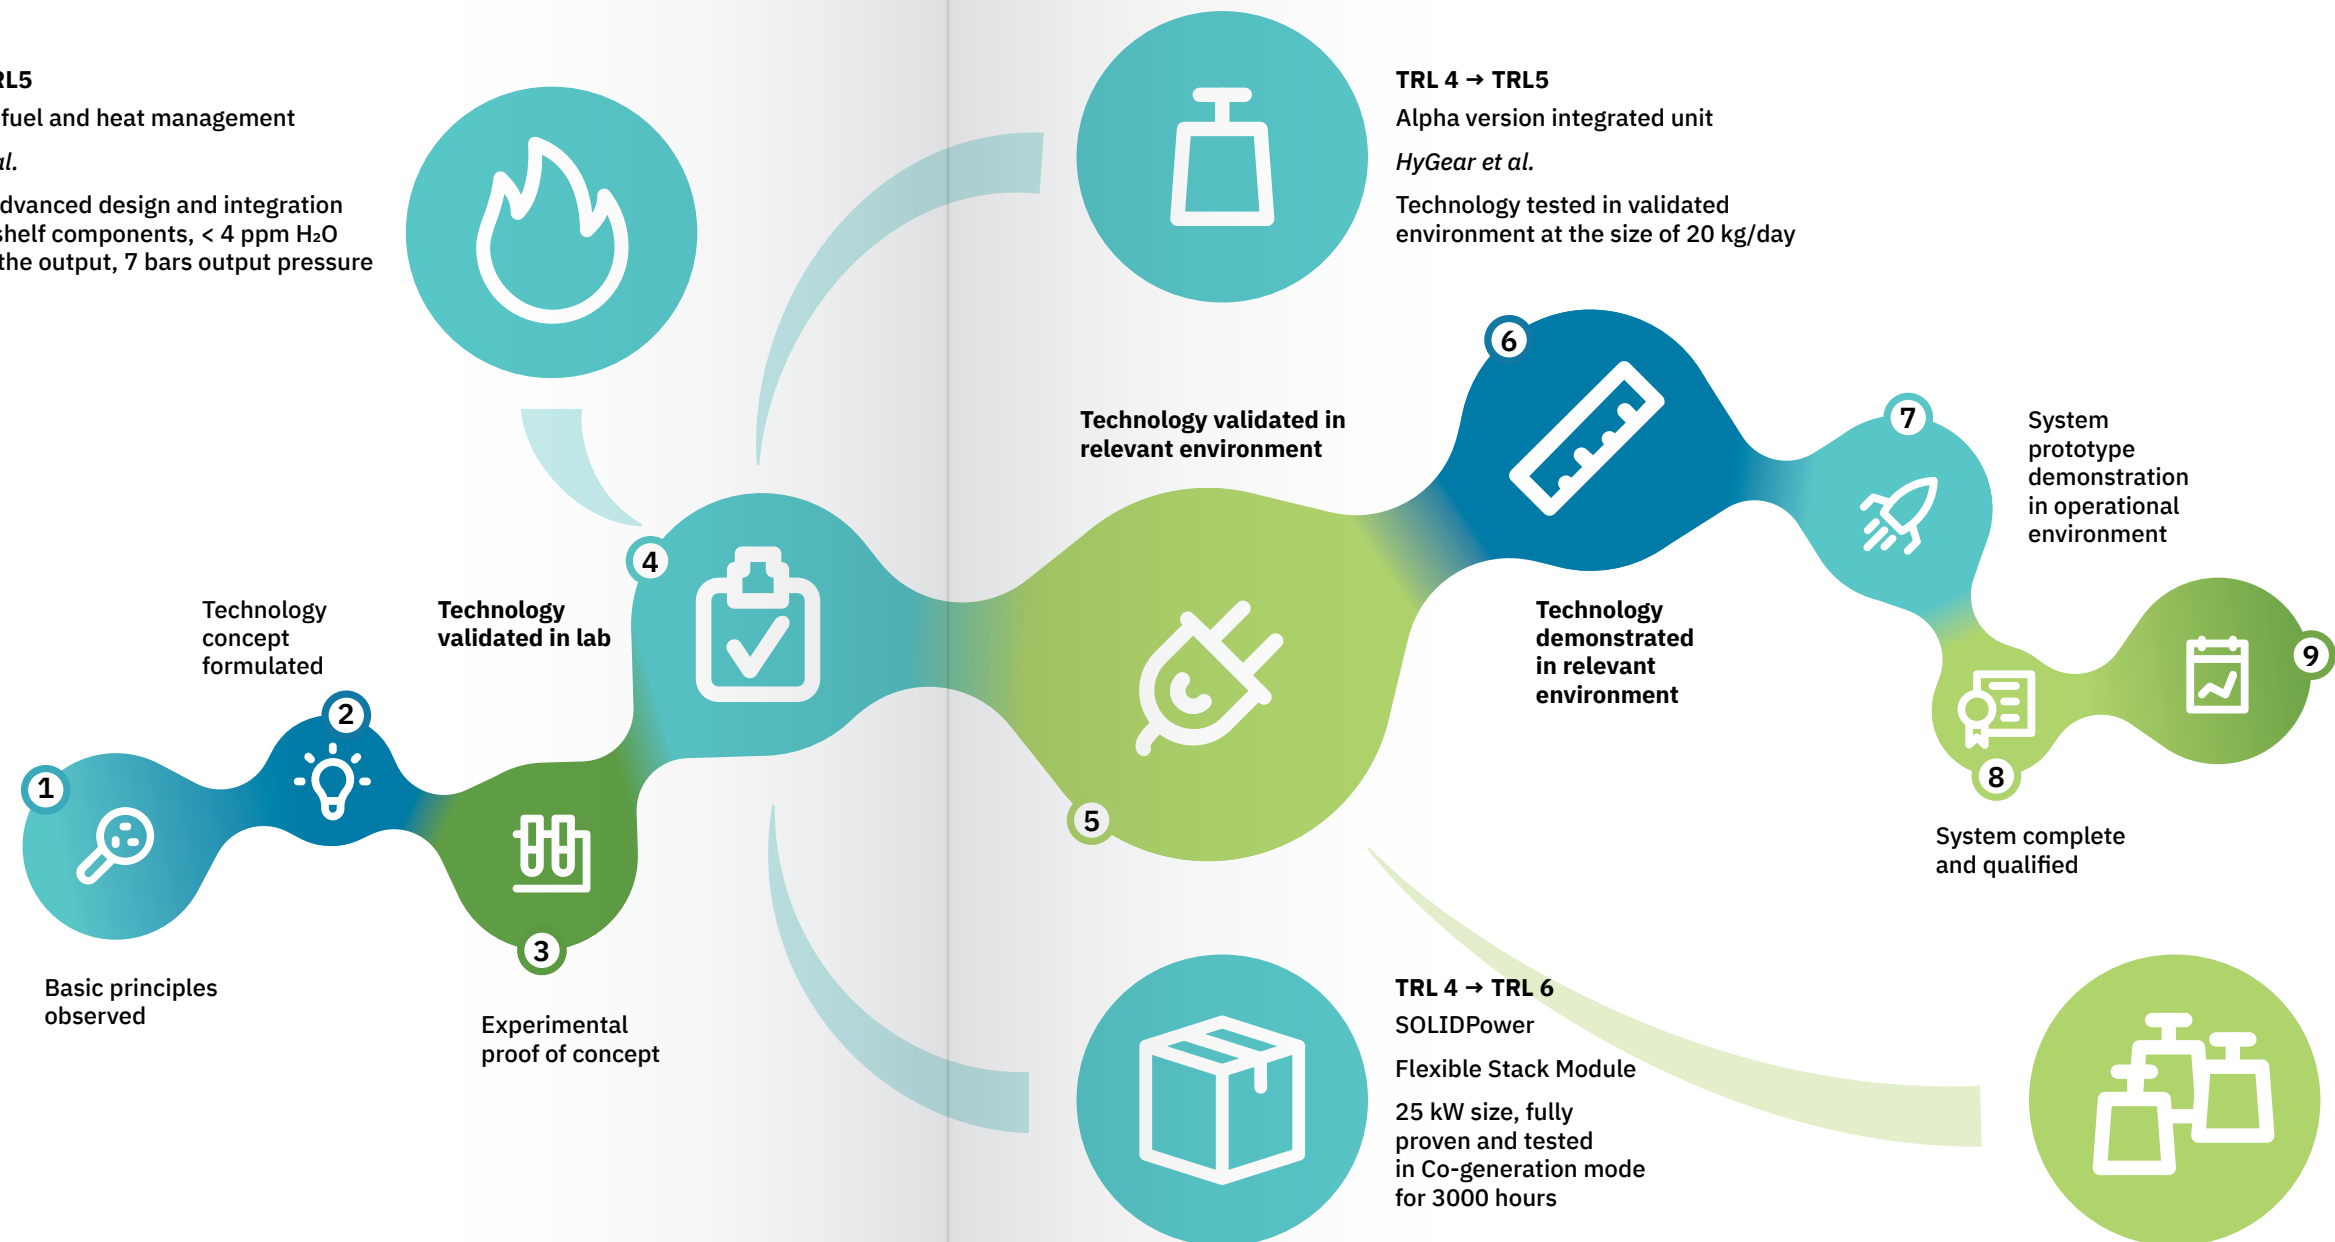 RL5
fuel and heat management
al.
dvanced design and integration
shelf components, < 4 ppm H₂O
the output, 7 bars output pressure
TRL 4 → TRL5
Alpha version integrated unit
HyGear et al.
Technology tested in validated
environment at the size of 20 kg/day
1
Basic principles
observed
2
Technology
concept
formulated
3
Experimental
proof of concept
4
Technology
validated in lab
5
Technology validated in
relevant environment
6
Technology
demonstrated
in relevant
environment
7
System
prototype
demonstration
in operational
environment
8
System complete
and qualified
9
TRL 4 → TRL 6
SOLIDPower
Flexible Stack Module
25 kW size, fully
proven and tested
in Co-generation mode
for 3000 hours